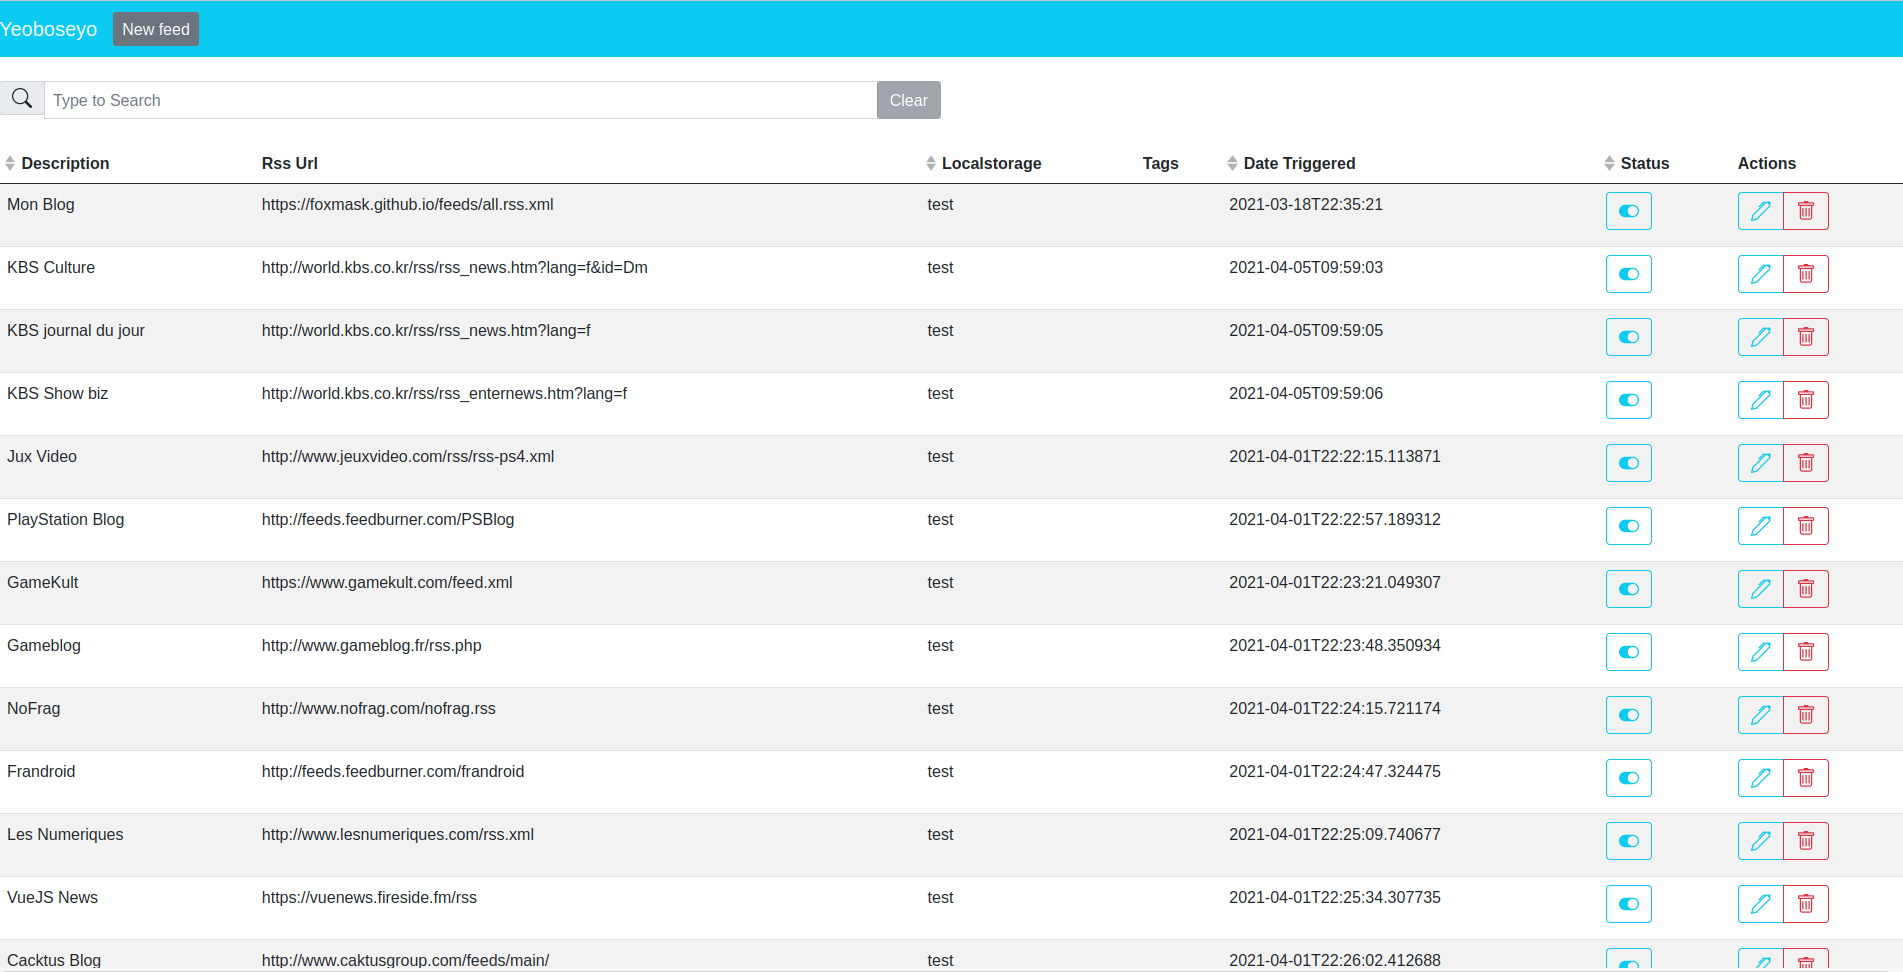 Yeoboseyo New feed
Type to Search Clear
Description Rss Url Localstorage Tags Date Triggered Status Actions
Mon Blog https://foxmask.github.io/feeds/all.rss.xml test 2021-03-18T22:35:21
KBS Culture http://world.kbs.co.kr/rss/rss_news.htm?lang=f&id=Dm test 2021-04-05T09:59:03
KBS journal du jour http://world.kbs.co.kr/rss/rss_news.htm?lang=f test 2021-04-05T09:59:05
KBS Show biz http://world.kbs.co.kr/rss/rss_enternews.htm?lang=f test 2021-04-05T09:59:06
Jux Video http://www.jeuxvideo.com/rss/rss-ps4.xml test 2021-04-01T22:22:15.113871
PlayStation Blog http://feeds.feedburner.com/PSBlog test 2021-04-01T22:22:57.189312
GameKult https://www.gamekult.com/feed.xml test 2021-04-01T22:23:21.049307
Gameblog http://www.gameblog.fr/rss.php test 2021-04-01T22:23:48.350934
NoFrag http://www.nofrag.com/nofrag.rss test 2021-04-01T22:24:15.721174
Frandroid http://feeds.feedburner.com/frandroid test 2021-04-01T22:24:47.324475
Les Numeriques http://www.lesnumeriques.com/rss.xml test 2021-04-01T22:25:09.740677
VueJS News https://vuenews.fireside.fm/rss test 2021-04-01T22:25:34.307735
Cacktus Blog http://www.caktusgroup.com/feeds/main/ test 2021-04-01T22:26:02.412688